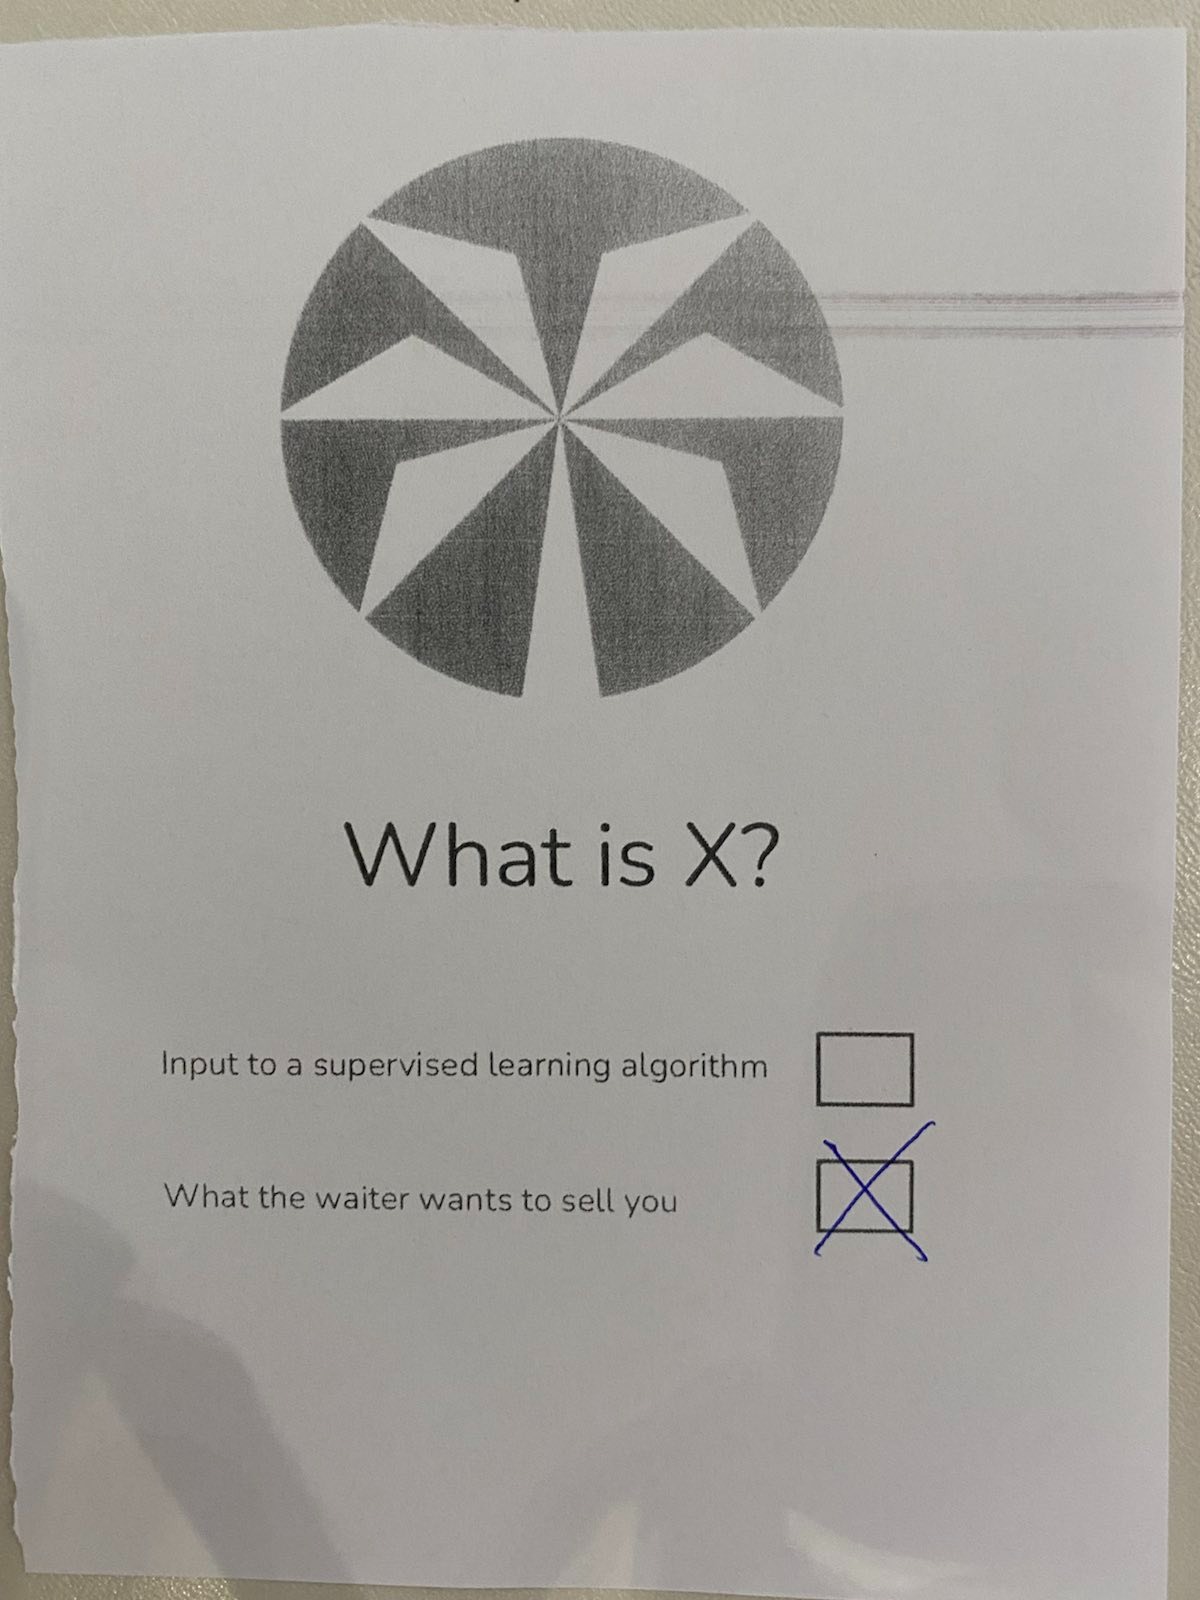 What is X?
Input to a supervised learning algorithm
What the waiter wants to sell you